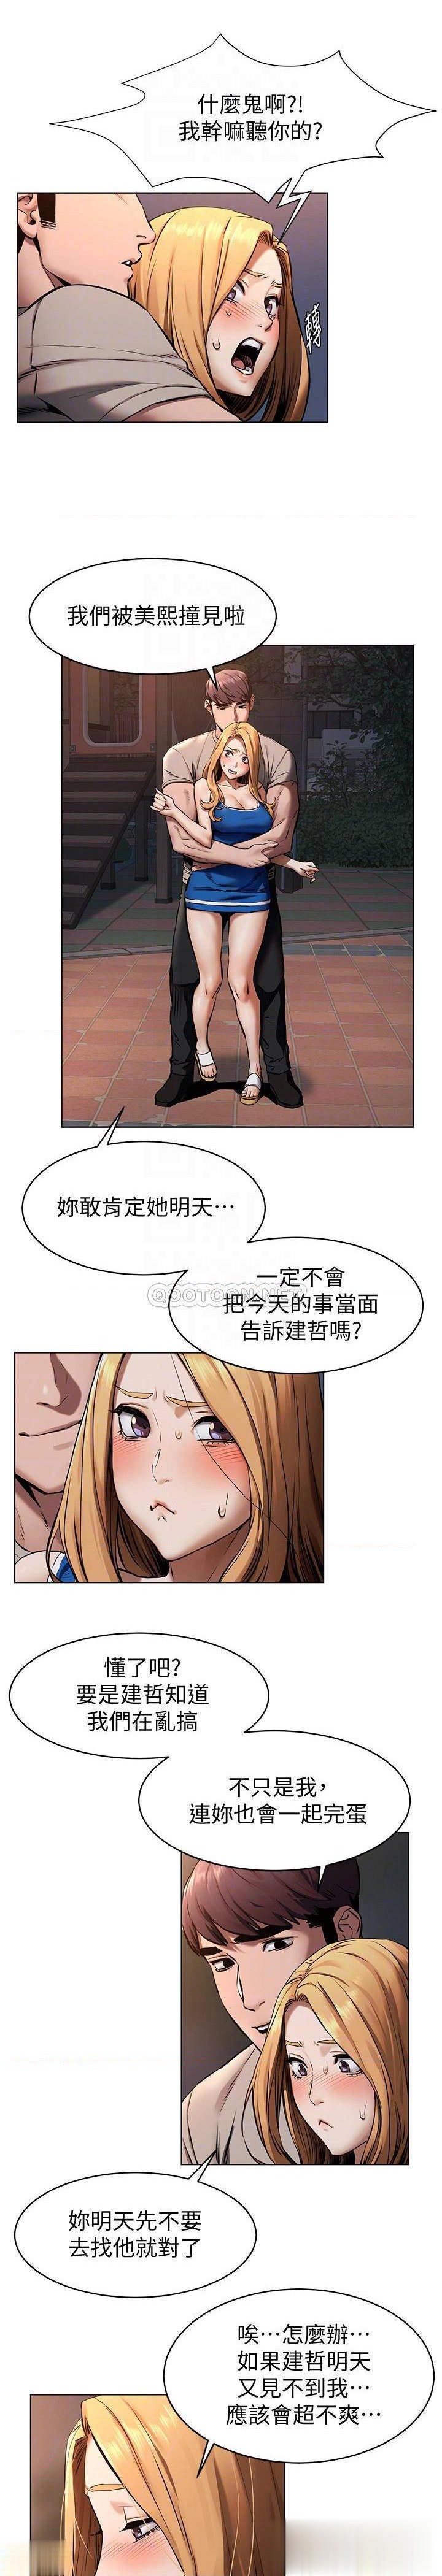 什麼鬼啊?!
我幹嘛聽你的?
轉
我們被美熙撞見啦
妳敢肯定她明天…
一定不會
把今天的事當面
告訴建哲嗎?
QOOTOON.NET
懂了吧?
要是建哲知道
我們在亂搞
不只是我,
連妳也會一起完蛋
妳明天先不要
去找他就對了
唉…怎麼辦…
如果建哲明天
又見不到我…
應該會超不爽…